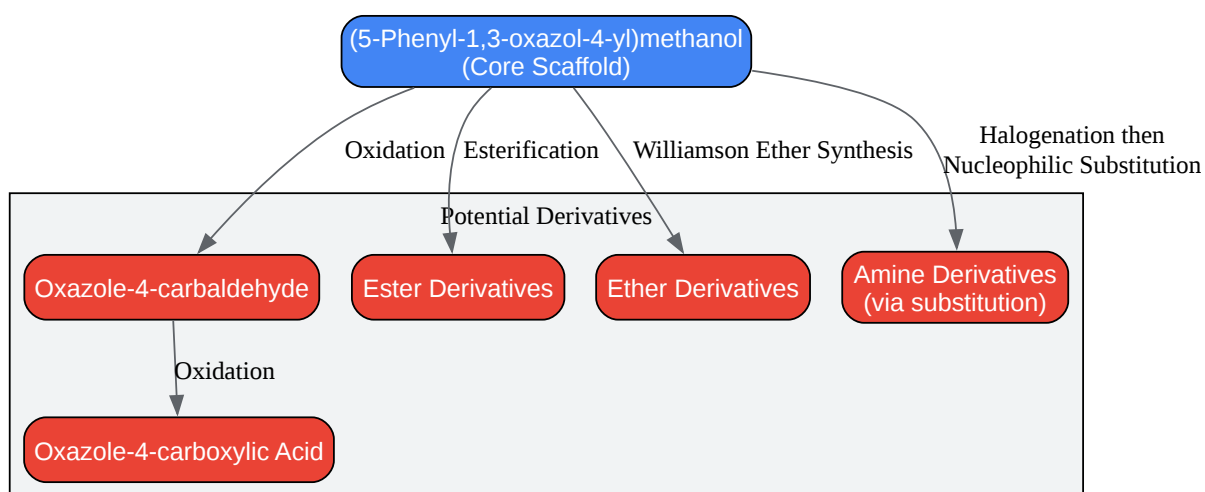 (5-Phenyl-1,3-oxazol-4-yl)methanol
(Core Scaffold)
Oxidation
Esterification
Williamson Ether Synthesis
Halogenation then
Nucleophilic Substitution
Potential Derivatives
Oxazole-4-carbaldehyde
Ester Derivatives
Ether Derivatives
Amine Derivatives
(via substitution)
Oxidation
Oxazole-4-carboxylic Acid